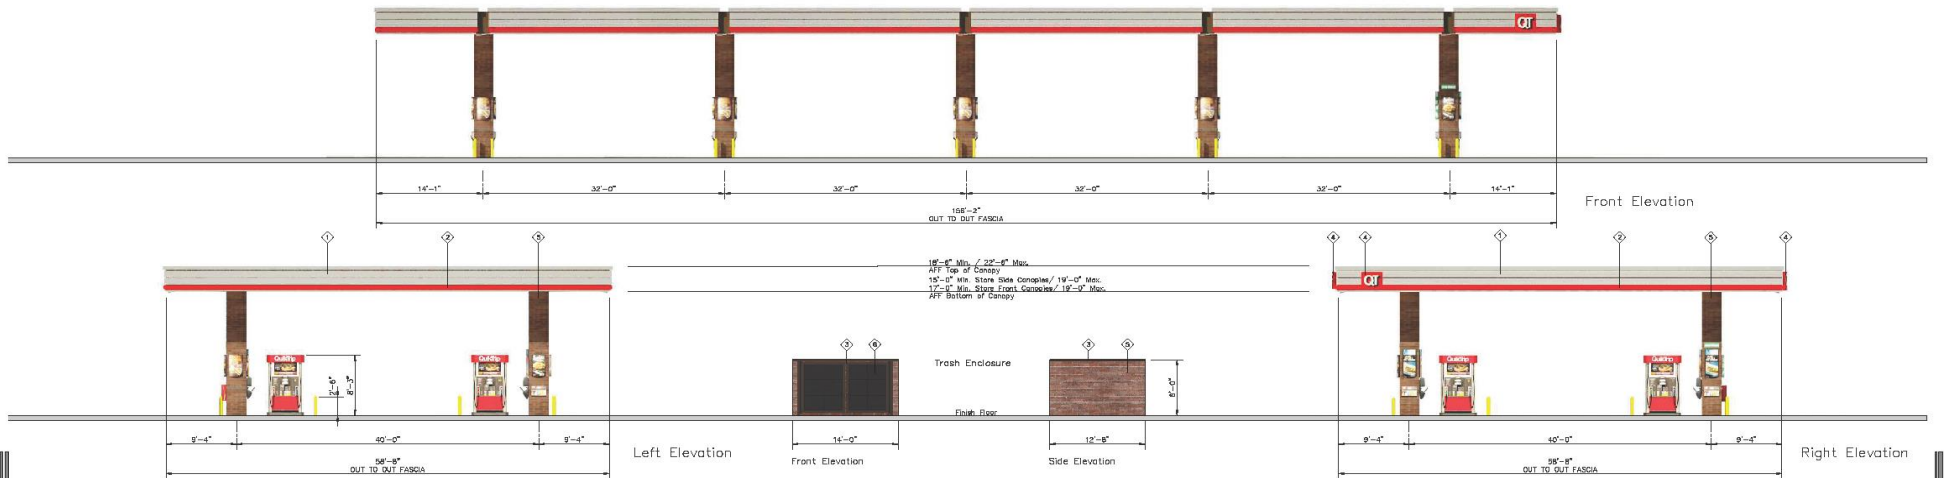 QT
14'-1"
32'-0"
32'-0"
32'-0"
32'-0"
14'-1"
156'-2"
OUT TO OUT FASCIA
Front Elevation
1
2
5
18'-6" Min. / 22'-6" Max.
AFF Top of Canopy
15'-0" Min. Store Side Canopies/ 19'-0" Max.
17'-0" Min. Store Front Canopies/ 19'-0" Max.
AFF Bottom of Canopy
4
4
1
2
5
4
QT
QuikTrip
QuikTrip
2'-6"
8'-3"
3
6
Trash Enclosure
3
5
8'-0"
QuikTrip
QuikTrip
Finish Floor
9'-4"
40'-0"
9'-4"
58'-8"
OUT TO OUT FASCIA
Left Elevation
14'-0"
Front Elevation
12'-8"
Side Elevation
9'-4"
40'-0"
9'-4"
58'-8"
OUT TO OUT FASCIA
Right Elevation